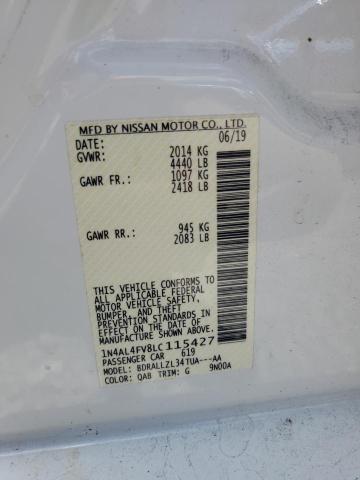 MFD BY NISSAN MOTOR CO., LTD.
DATE: 06/19
GVWR: 2014 KG
4440 LB
GAWR FR.: 1097 KG
2418 LB
GAWR RR.: 945 KG
2083 LB
THIS VEHICLE CONFORMS TO ALL
APPLICABLE FEDERAL
MOTOR VEHICLE SAFETY,
BUMPER, AND THEFT
PREVENTION STANDARDS IN
EFFECT ON THE DATE OF
MANUFACTURE SHOWN
ABOVE.
1N4AL4FV8LC115427
PASSENGER CAR 619
MODEL: BDRALLZL34TUA---AA
COLOR: QAB TRIM: G 9N00A